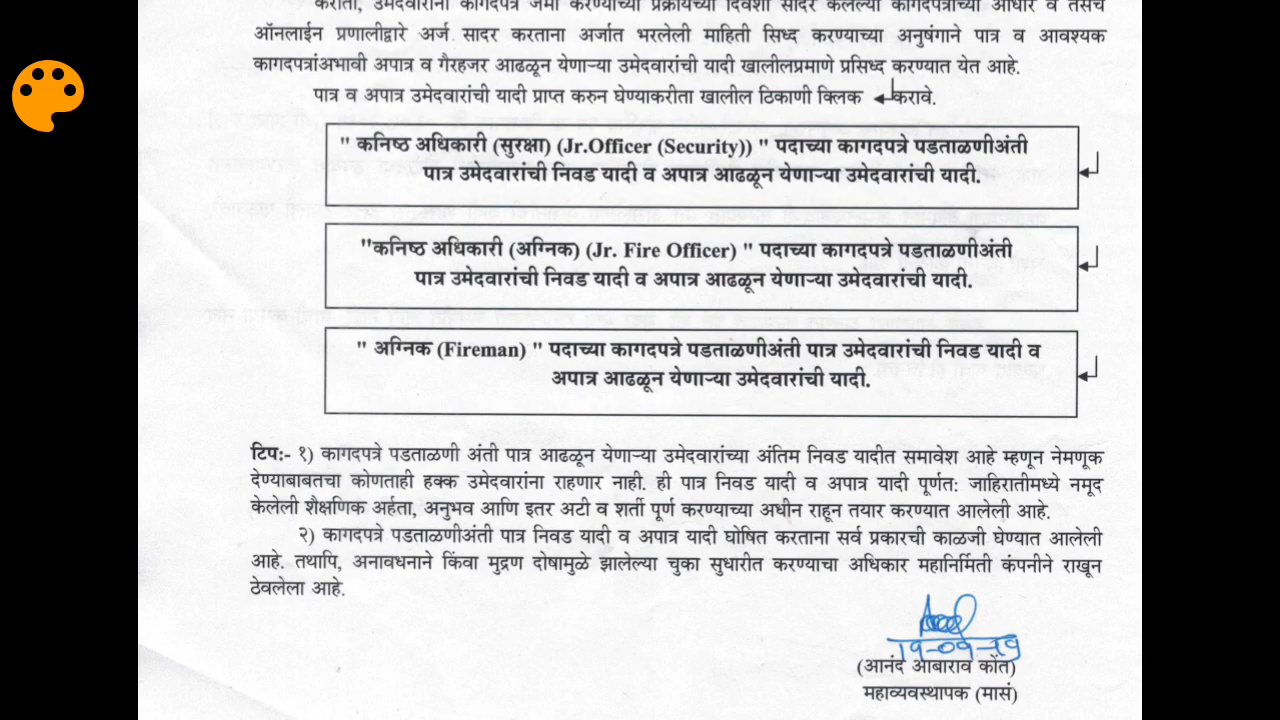 करीता, उमेदवारांनी कागदपत्रे जमा करण्याच्या प्रक्रियेच्या दिवशी सादर केलेल्या कागदपत्रांच्या आधारे व तसेच
ऑनलाईन प्रणालीद्वारे अर्ज सादर करताना अर्जात भरलेली माहिती सिध्द करण्याच्या अनुषंगाने पात्र व आवश्यक
कागदपत्रांअभावी अपात्र व गैरहजर आढळून येणाऱ्या उमेदवारांची यादी खालीलप्रमाणे प्रसिध्द करण्यात येत आहे.
पात्र व अपात्र उमेदवारांची यादी प्राप्त करुन घेण्याकरीता खालील ठिकाणी क्लिक करावे.
" कनिष्ठ अधिकारी (सुरक्षा) (Jr.Officer (Security)) " पदाच्या कागदपत्रे पडताळणीअंती
पात्र उमेदवारांची निवड यादी व अपात्र आढळून येणाऱ्या उमेदवारांची यादी.
"कनिष्ठ अधिकारी (अग्निक) (Jr. Fire Officer) " पदाच्या कागदपत्रे पडताळणीअंती
पात्र उमेदवारांची निवड यादी व अपात्र आढळून येणाऱ्या उमेदवारांची यादी.
" अग्निक (Fireman) " पदाच्या कागदपत्रे पडताळणीअंती पात्र उमेदवारांची निवड यादी व
अपात्र आढळून येणाऱ्या उमेदवारांची यादी.
टिप:- १) कागदपत्रे पडताळणी अंती पात्र आढळून येणाऱ्या उमेदवारांच्या अंतिम निवड यादीत समावेश आहे म्हणून नेमणूक
देण्याबाबतचा कोणताही हक्क उमेदवारांना राहणार नाही. ही पात्र निवड यादी व अपात्र यादी पूर्णत: जाहिरातीमध्ये नमूद
केलेली शैक्षणिक अर्हता, अनुभव आणि इतर अटी व शर्ती पूर्ण करण्याच्या अधीन राहून तयार करण्यात आलेली आहे.
२) कागदपत्रे पडताळणीअंती पात्र निवड यादी व अपात्र यादी घोषित करताना सर्व प्रकारची काळजी घेण्यात आलेली
आहे. तथापि, अनावधनाने किंवा मुद्रण दोषामुळे झालेल्या चुका सुधारीत करण्याचा अधिकार महानिर्मिती कंपनीने राखून
ठेवलेला आहे.
19-09-19
(आनंद आबाराव कोंत)
महाव्यवस्थापक (मासं)